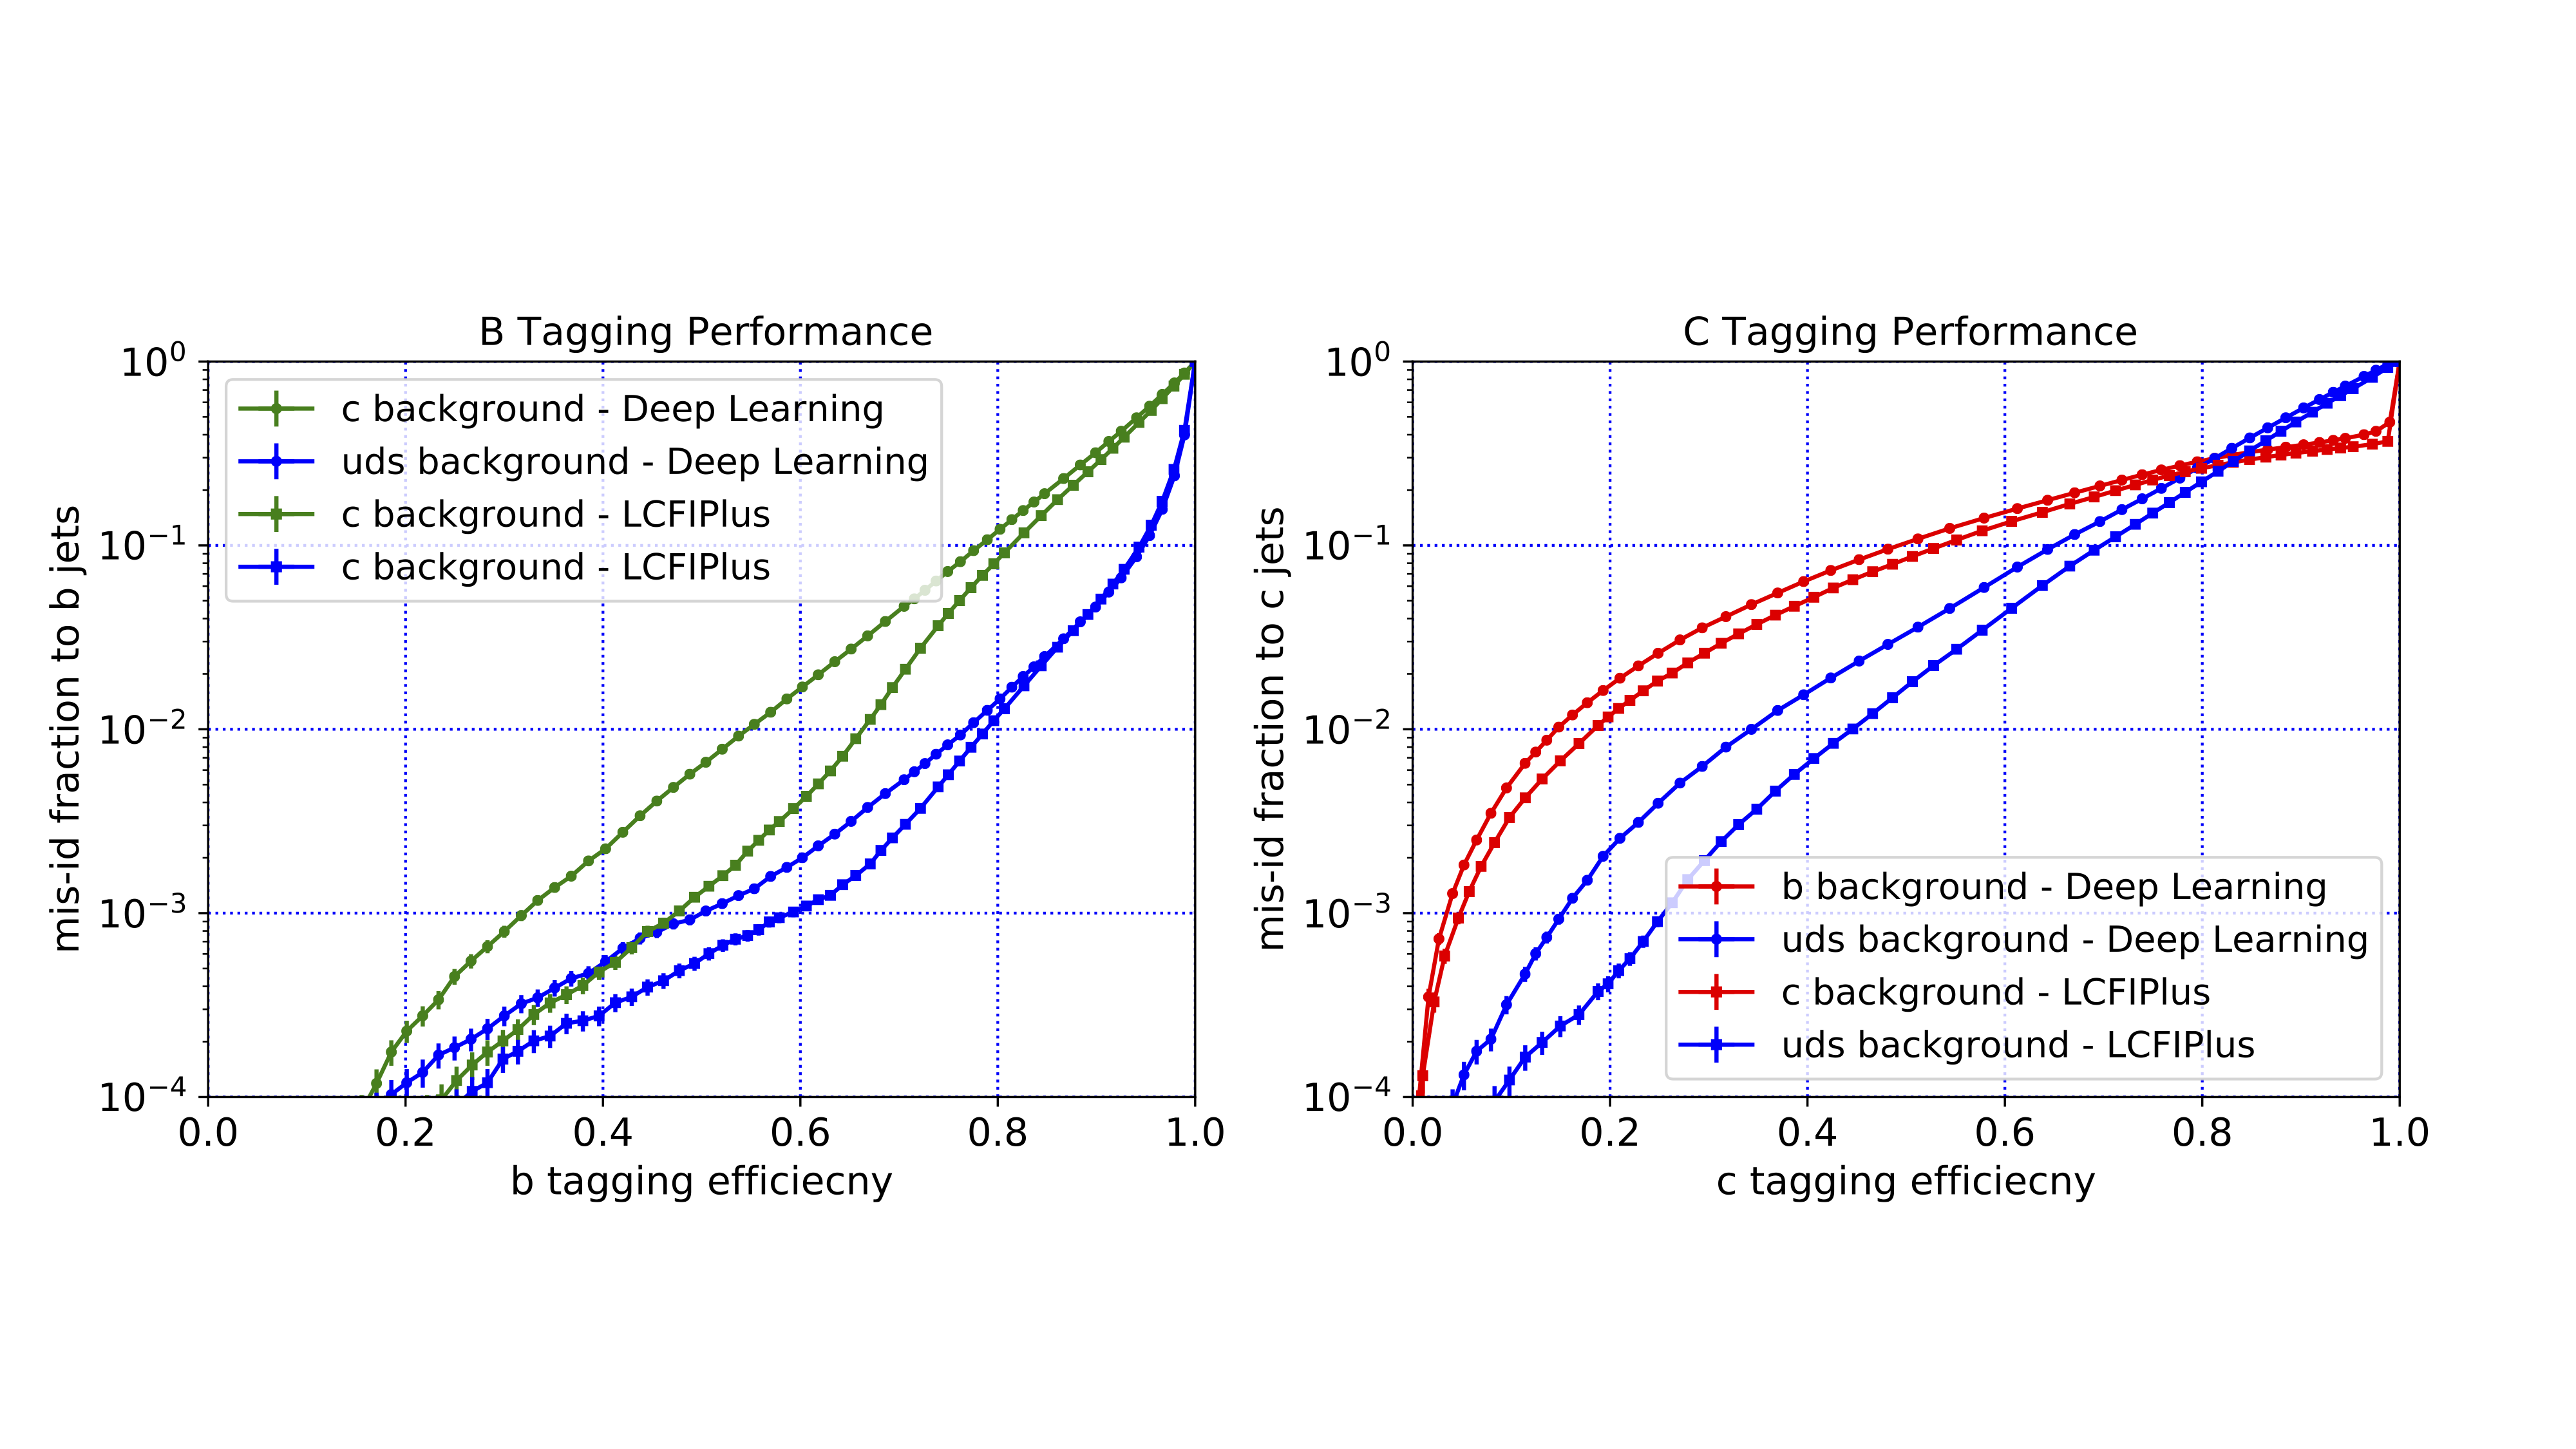 B Tagging Performance
mis-id fraction to b jets
10⁰
10⁻¹
10⁻²
10⁻³
10⁻⁴
c background - Deep Learning
uds background - Deep Learning
c background - LCFIPlus
c background - LCFIPlus
0.0 0.2 0.4 0.6 0.8 1.0
b tagging efficiecny
C Tagging Performance
mis-id fraction to c jets
10⁰
10⁻¹
10⁻²
10⁻³
10⁻⁴
b background - Deep Learning
uds background - Deep Learning
c background - LCFIPlus
uds background - LCFIPlus
0.0 0.2 0.4 0.6 0.8 1.0
c tagging efficiecny